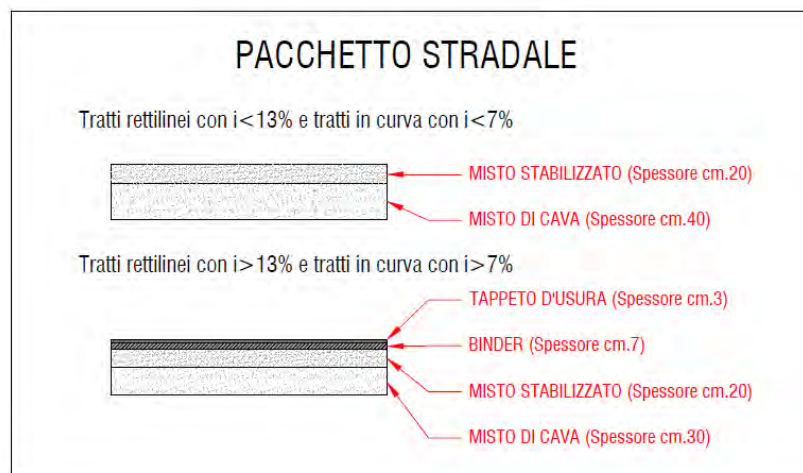 PACCHETTO STRADALE
Tratti rettilinei con i<13% e tratti in curva con i<7%
MISTO STABILIZZATO (Spessore cm.20)
MISTO DI CAVA (Spessore cm.40)
Tratti rettilinei con i>13% e tratti in curva con i>7%
TAPPETO D'USURA (Spessore cm.3)
BINDER (Spessore cm.7)
MISTO STABILIZZATO (Spessore cm.20)
MISTO DI CAVA (Spessore cm.30)